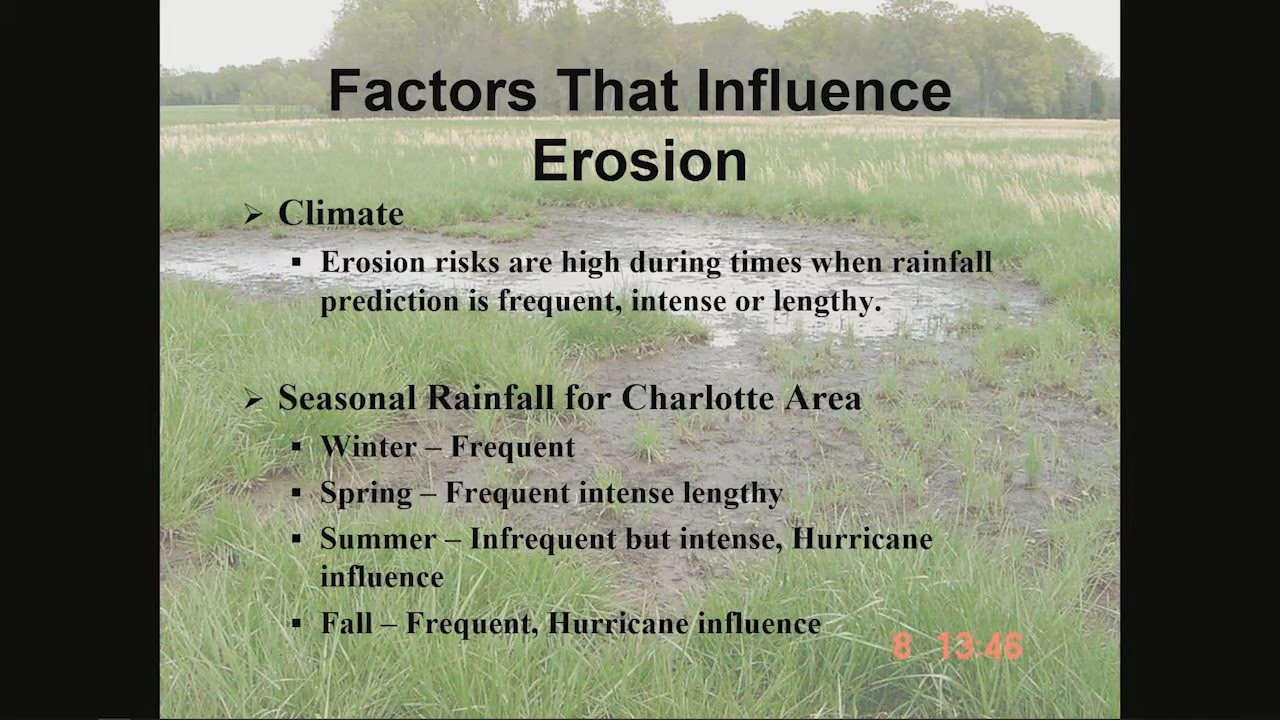 Factors That Influence
Erosion
➢ Climate
▪ Erosion risks are high during times when rainfall
prediction is frequent, intense or lengthy.
➢ Seasonal Rainfall for Charlotte Area
▪ Winter – Frequent
▪ Spring – Frequent intense lengthy
▪ Summer – Infrequent but intense, Hurricane
influence
▪ Fall – Frequent, Hurricane influence
8 13:46